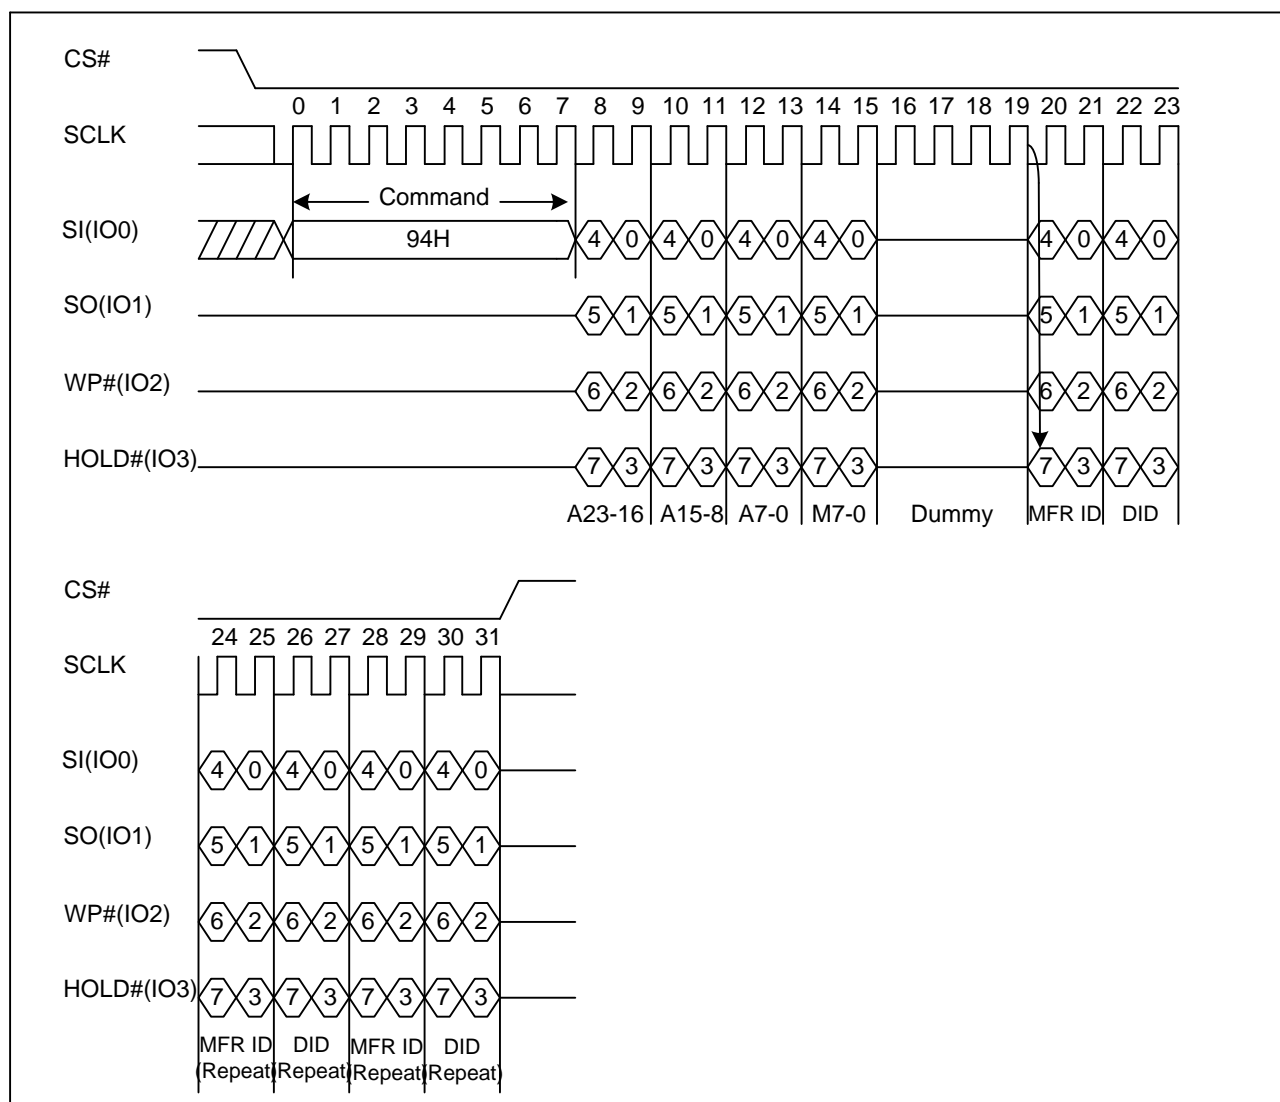 CS#
0 1 2 3 4 5 6 7 8 9 10 11 12 13 14 15 16 17 18 19 20 21 22 23
SCLK
Command
SI(IO0)
94H
4 0 4 0 4 0 4 0 4 0 4 0
SO(IO1)
5 1 5 1 5 1 5 1 5 1 5 1
WP#(IO2)
6 2 6 2 6 2 6 2 6 2 6 2
HOLD#(IO3)
7 3 7 3 7 3 7 3 7 3 7 3
A23-16 A15-8 A7-0 M7-0 Dummy MFR ID DID
CS#
24 25 26 27 28 29 30 31
SCLK
SI(IO0)
4 0 4 0 4 0 4 0
SO(IO1)
5 1 5 1 5 1 5 1
WP#(IO2)
6 2 6 2 6 2 6 2
HOLD#(IO3)
7 3 7 3 7 3 7 3
MFR ID DID MFR ID DID
(Repeat) (Repeat) (Repeat) (Repeat)